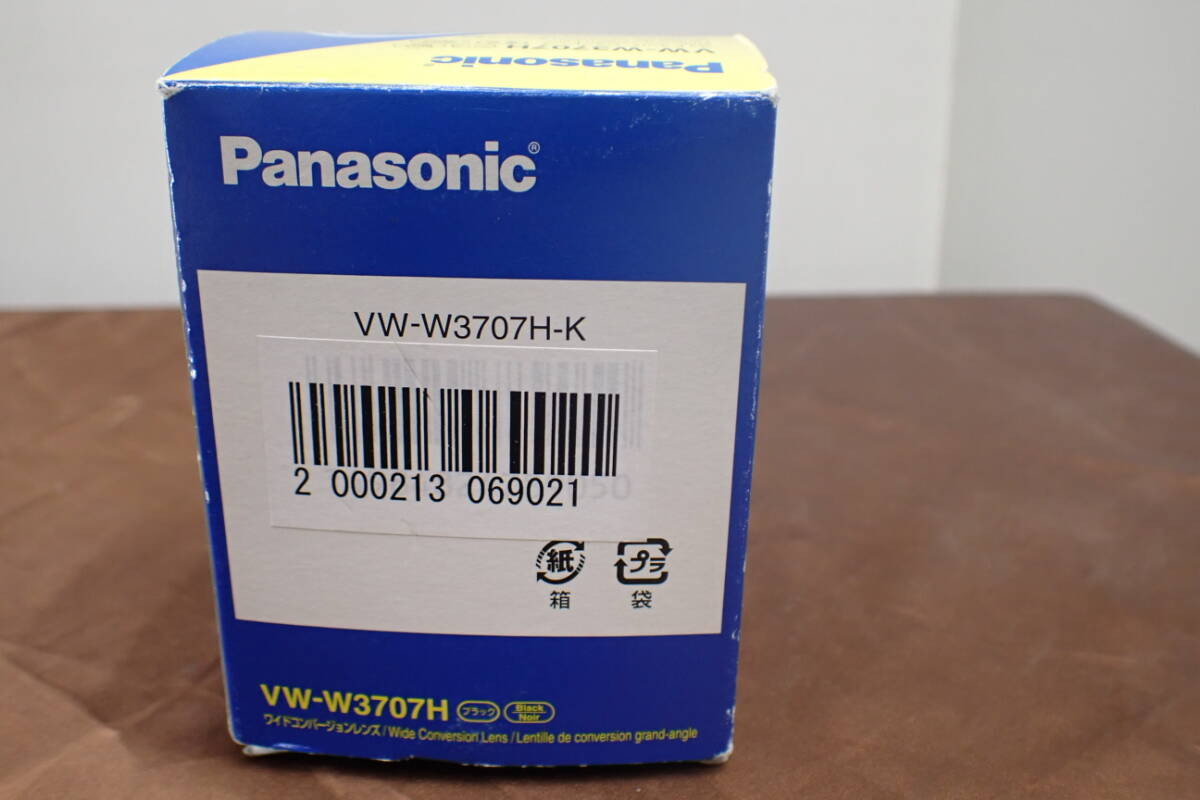 Panasonic
VW-W3707H
Panasonic®
VW-W3707H-K
2 000213 069021
紙 プラ
箱 袋
VW-W3707H ブラック Black Noir
ワイドコンバージョンレンズ/Wide Conversion Lens/Lentille de conversion grand-angle